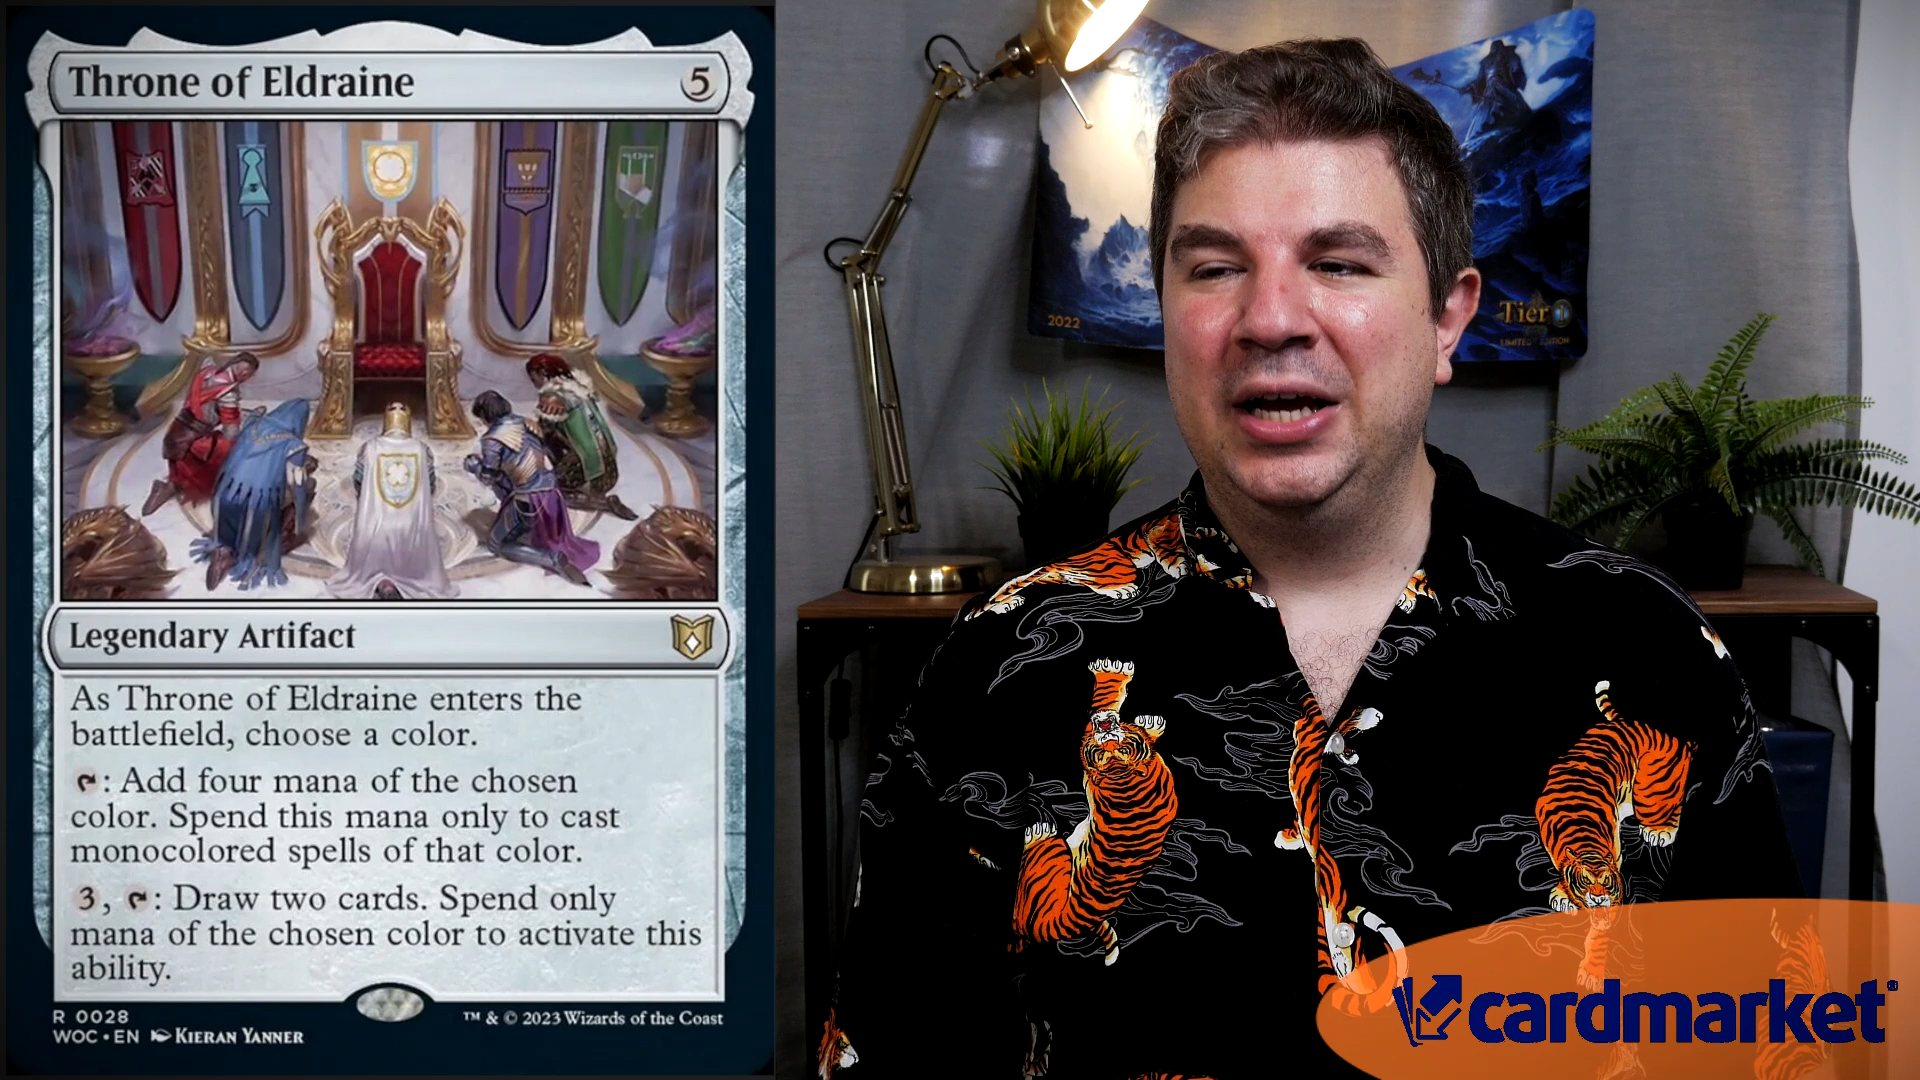 Throne of Eldraine 5
Legendary Artifact
As Throne of Eldraine enters the
battlefield, choose a color.
: Add four mana of the chosen
color. Spend this mana only to cast
monocolored spells of that color.
3, : Draw two cards. Spend only
mana of the chosen color to activate this
ability.
R 0028
WOC • EN KIERAN YANNER
™ & © 2023 Wizards of the Coast
2022
Tier 1
LIMITED EDITION
cardmarket®